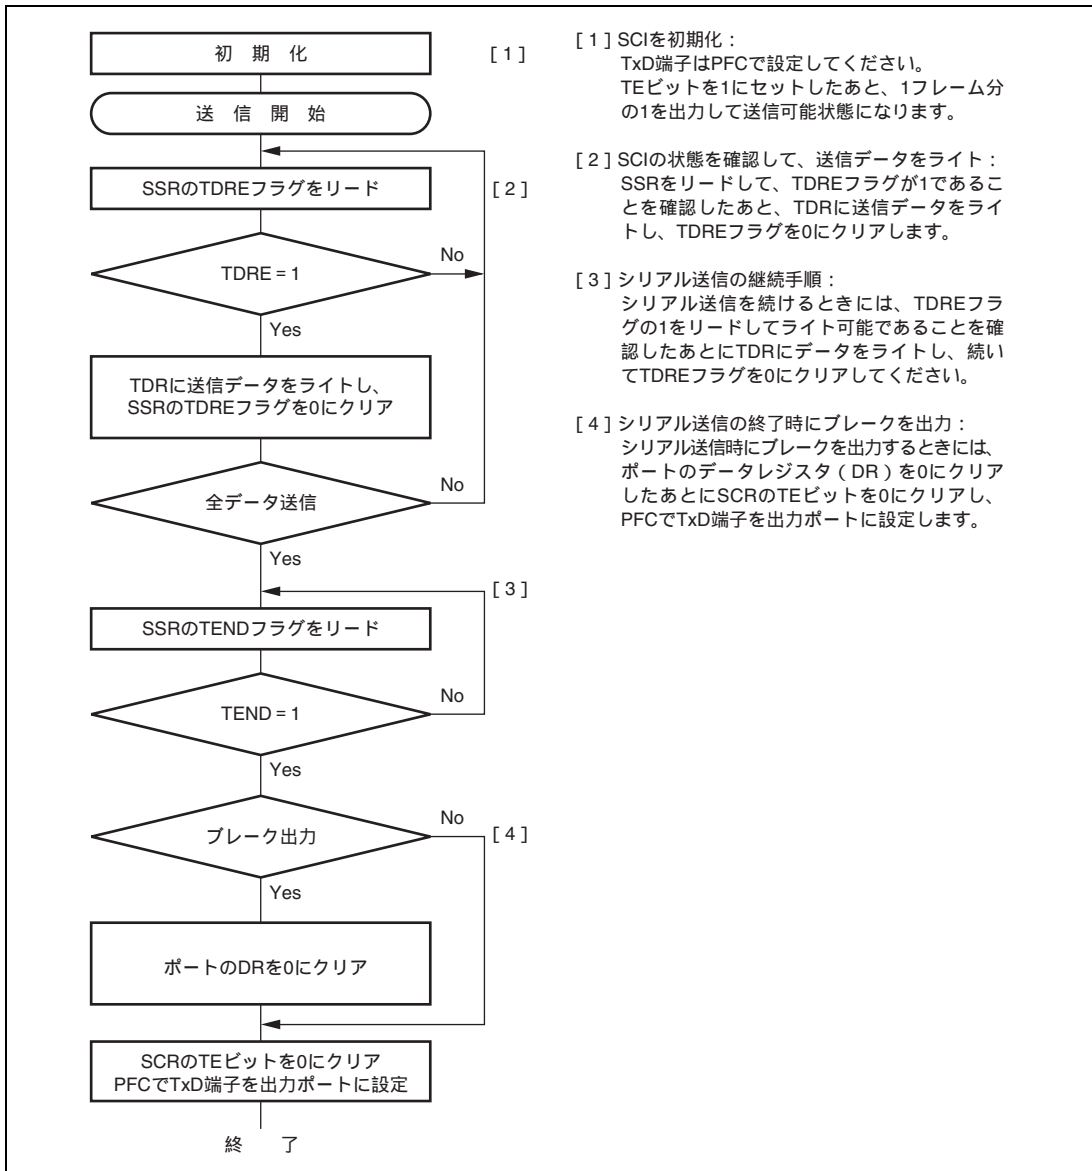 初 期 化 [ 1 ]
送 信 開 始
SSRのTDREフラグをリード [ 2 ]
TDRE = 1
No
Yes
TDRに送信データをライトし、
SSRのTDREフラグを0にクリア
全データ送信
No
Yes
[ 3 ]
SSRのTENDフラグをリード
TEND = 1
No
Yes
ブレーク出力
No
[ 4 ]
Yes
ポートのDRを0にクリア
SCRのTEビットを0にクリア
PFCでTxD端子を出力ポートに設定
終 了
[ 1 ] SCIを初期化：
TxD端子はPFCで設定してください。
TEビットを1にセットしたあと、1フレーム分
の1を出力して送信可能状態になります。
[ 2 ] SCIの状態を確認して、送信データをライト：
SSRをリードして、TDREフラグが1であるこ
とを確認したあと、TDRに送信データをライ
トし、TDREフラグを0にクリアします。
[ 3 ] シリアル送信の継続手順：
シリアル送信を続けるときには、TDREフラ
グの1をリードしてライト可能であることを確
認したあとにTDRにデータをライトし、続い
てTDREフラグを0にクリアしてください。
[ 4 ] シリアル送信の終了時にブレークを出力：
シリアル送信時にブレークを出力するときには、
ポートのデータレジスタ（DR）を0にクリア
したあとにSCRのTEビットを0にクリアし、
PFCでTxD端子を出力ポートに設定します。